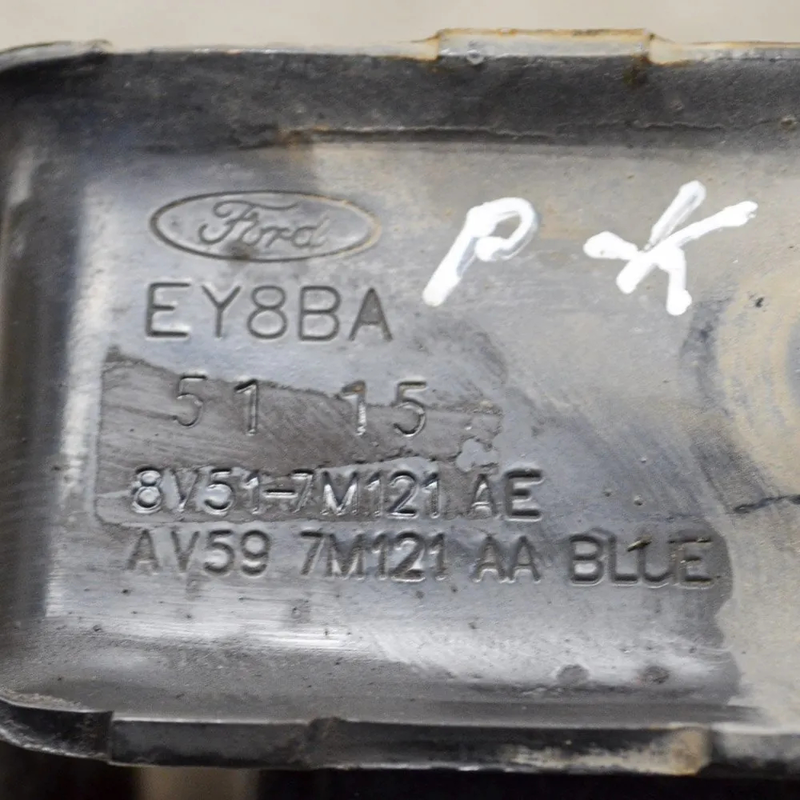 Ford
P K
EY8BA
51 15
8V51-7M121 AE
AV59 7M121 AA BLUE